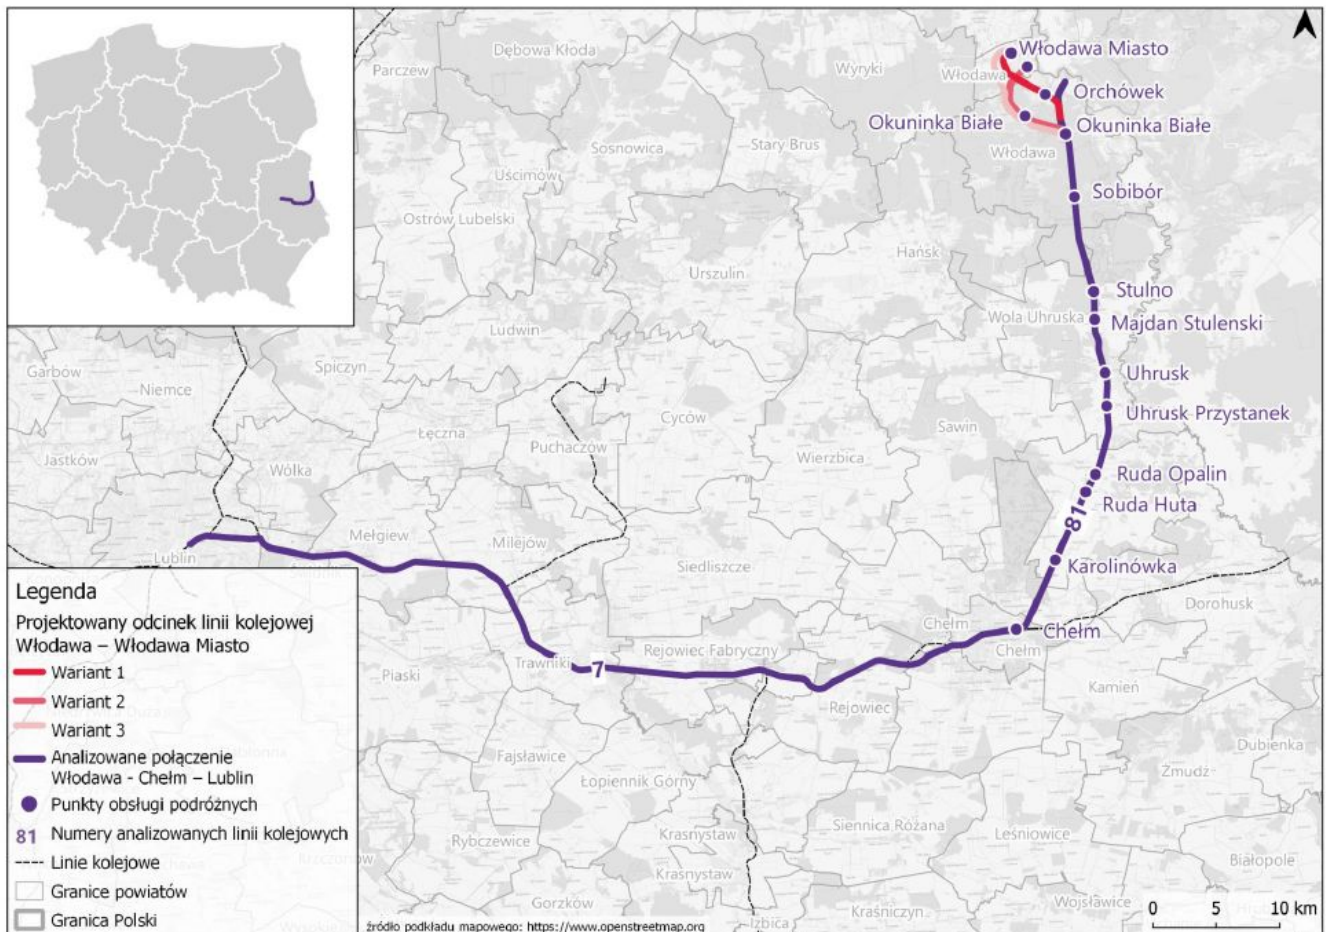 Dębowa Kłoda
Parczew
Wyryki
Włodawa
Włodawa Miasto
Orchówek
Okuninka Białe
Okuninka Białe
Włodawa
Sosnowica
Stary Brus
Uścimów
Sobibór
Ostrów Lubelski
Hańsk
Urszulin
Stulno
Wola Uhruska
Majdan Stulenski
Ludwin
Spiczyn
Garbów
Niemce
Uhrusk
Cyców
Uhrusk Przystanek
Sawin
Łęczna
Puchaczów
Jastków
Wólka
Wierzbica
Ruda Opalin
Ruda Huta
81
Mełgiew
Milejów
Lublin
Siedliszcze
Karolinówka
Dorohusk
Chełm
Chełm
Chełm
Rejowiec Fabryczny
Trawniki
7
Piaski
Kamień
Rejowiec
Fajsławice
Dubienka
Łopiennik Górny
Żmudź
Rybczewice
Krasnystaw
Siennica Różana
Leśniowice
Białopole
Krasnystaw
Gorzków
Kraśniczyn
Wojsławice
Izbica
Legenda
Projektowany odcinek linii kolejowej
Włodawa – Włodawa Miasto
Wariant 1
Wariant 2
Wariant 3
Analizowane połączenie
Włodawa - Chełm – Lublin
Punkty obsługi podróżnych
81 Numery analizowanych linii kolejowych
Linie kolejowe
Granice powiatów
Granica Polski
źródło podkładu mapowego: https://www.openstreetmap.org
0 5 10 km